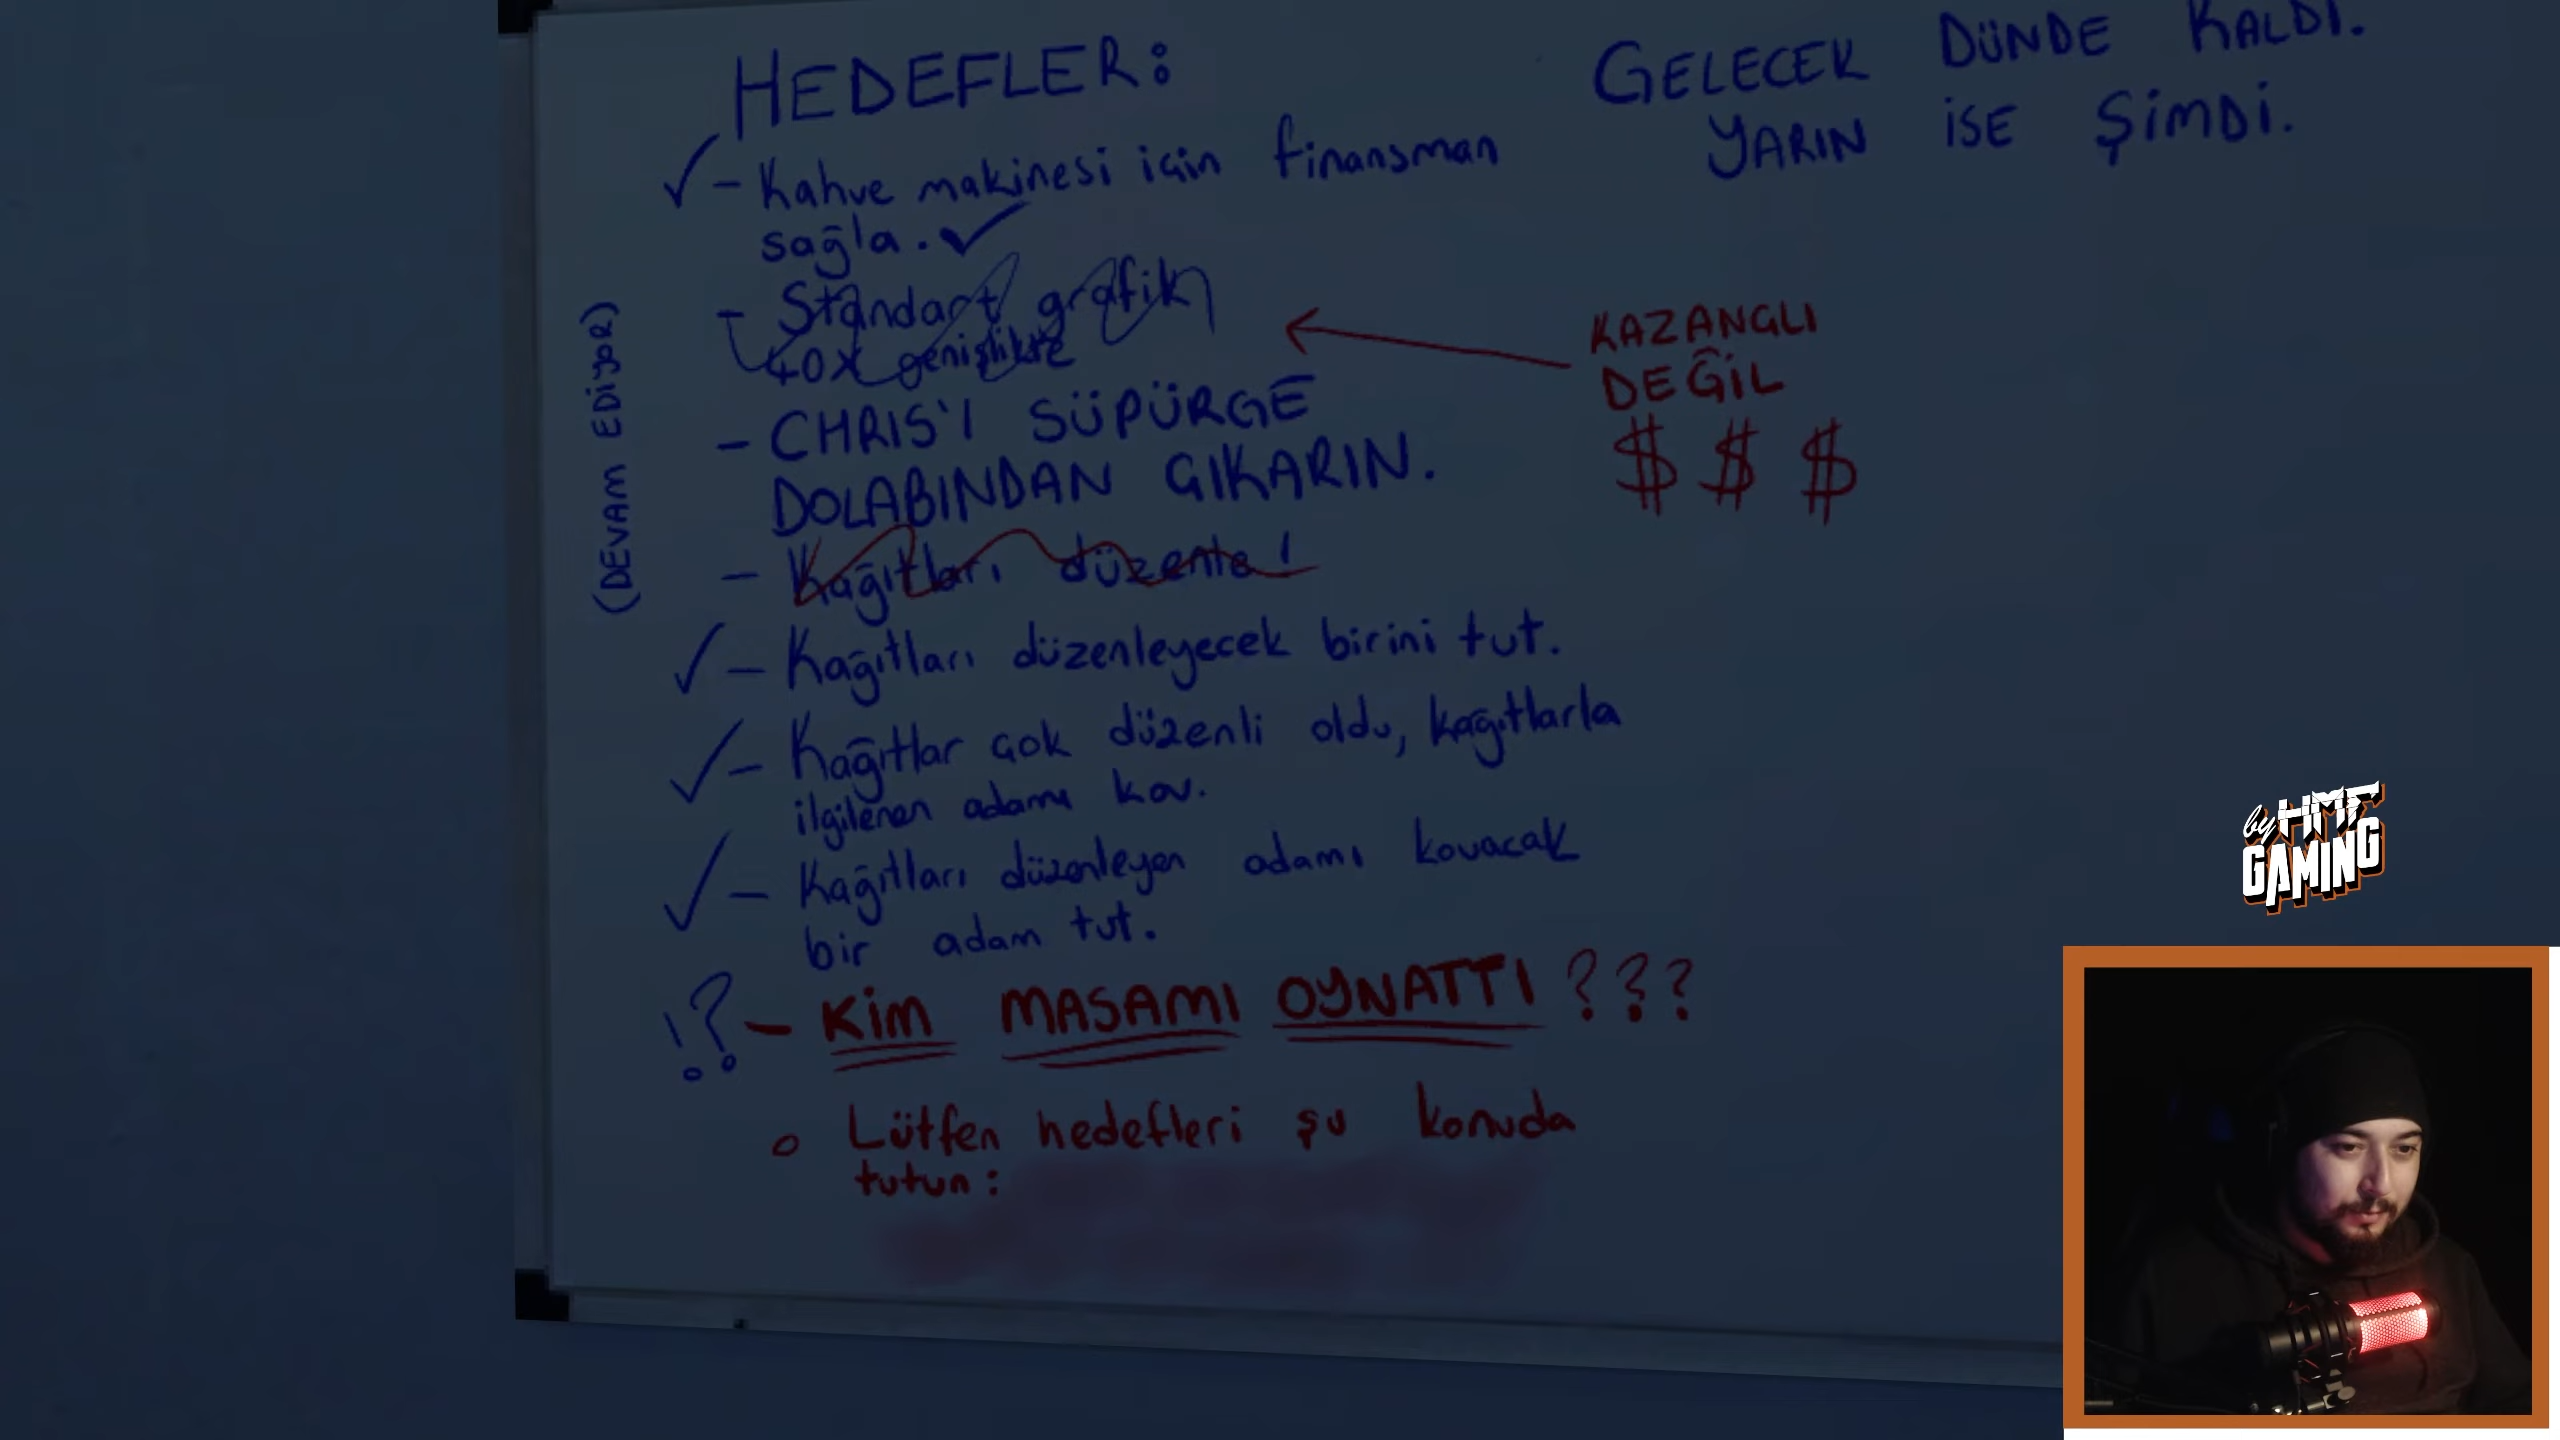 HEDEFLER:
✓ - Kahve makinesi için finansman
sağla. ✓
- Standart grafik
40x genişlikte
- CHRIS'I SÜPÜRGE
DOLABINDAN ÇIKARIN.
- Kağıtları düzenle!
✓ - Kağıtları düzenleyecek birini tut.
✓ - Kağıtlar çok düzenli oldu, kağıtlarla
ilgilenen adamı kov.
✓ - Kağıtları düzenleyen adamı kovacak
bir adam tut.
!? - KİM MASAMI OYNATTI ???
o Lütfen hedefleri şu konuda
tutun:
(DEVAM EDİYOR)
GELECEK DÜNDE KALDI.
YARIN İSE ŞİMDİ.
KAZANÇLI
DEĞİL
$ $ $
by HMF
GAMING